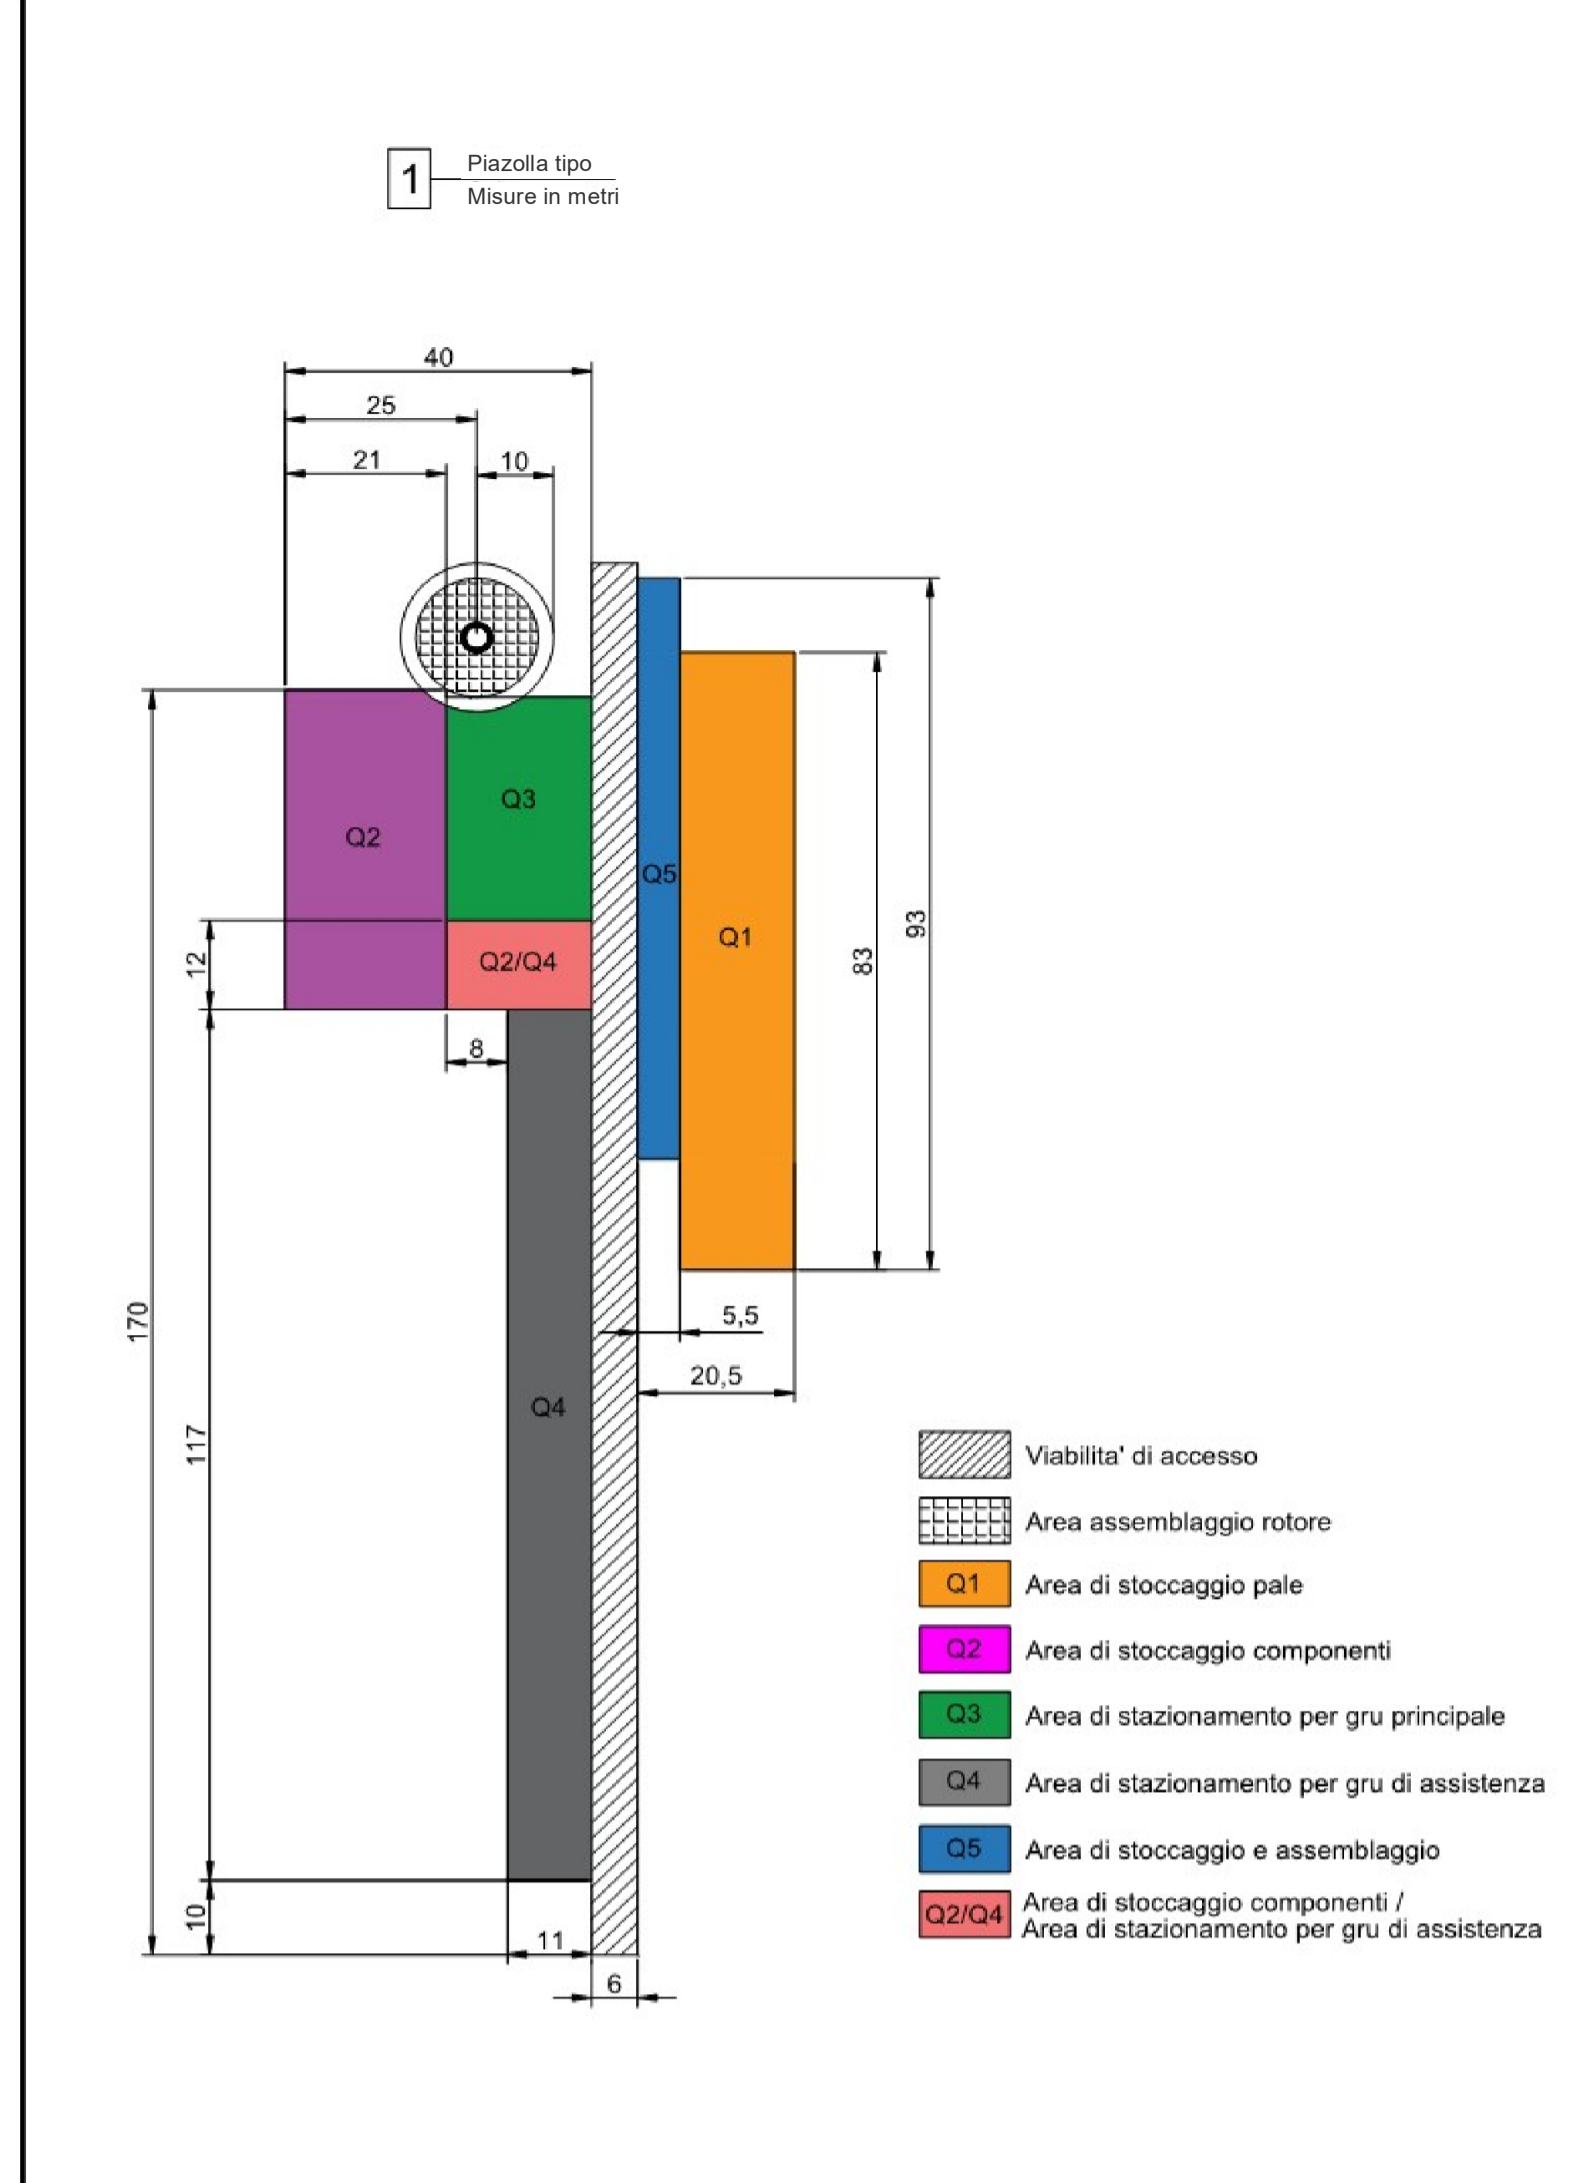 1
Piazolla tipo
Misure in metri
40
25
21
10
Q3
Q2
Q5
Q1
Q2/Q4
12
93
83
8
5,5
170
20,5
Q4
117
10
11
6
Viabilita' di accesso
Area assemblaggio rotore
Q1 Area di stoccaggio pale
Q2 Area di stoccaggio componenti
Q3 Area di stazionamento per gru principale
Q4 Area di stazionamento per gru di assistenza
Q5 Area di stoccaggio e assemblaggio
Q2/Q4 Area di stoccaggio componenti /
Area di stazionamento per gru di assistenza